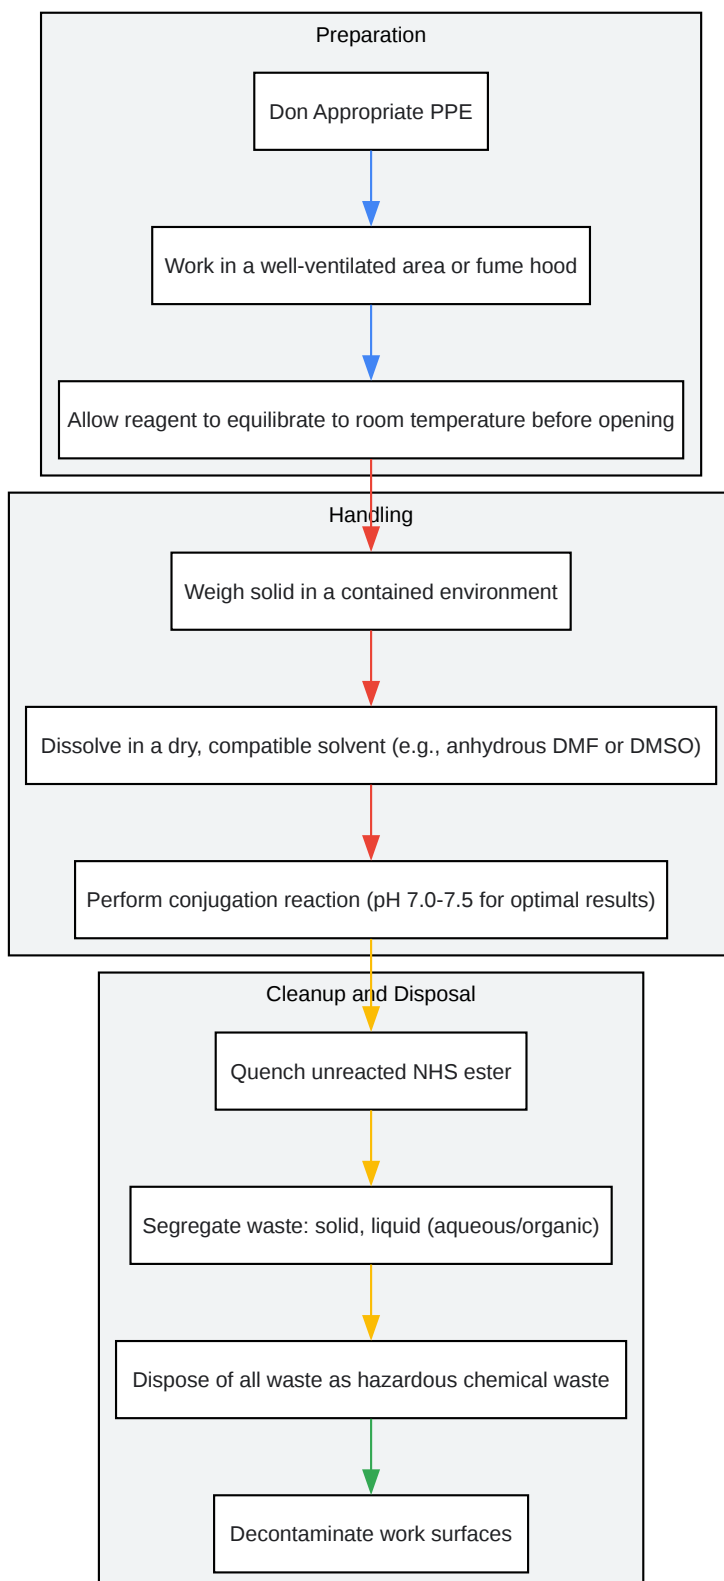 Preparation
Don Appropriate PPE
Work in a well-ventilated area or fume hood
Allow reagent to equilibrate to room temperature before opening
Handling
Weigh solid in a contained environment
Dissolve in a dry, compatible solvent (e.g., anhydrous DMF or DMSO)
Perform conjugation reaction (pH 7.0-7.5 for optimal results)
Cleanup and Disposal
Quench unreacted NHS ester
Segregate waste: solid, liquid (aqueous/organic)
Dispose of all waste as hazardous chemical waste
Decontaminate work surfaces